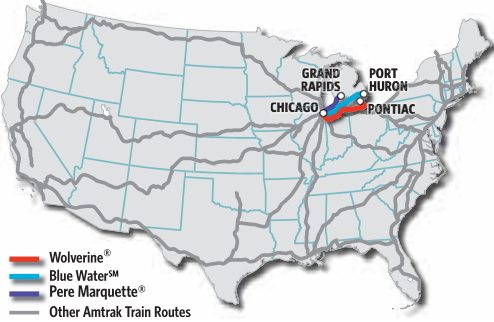 GRAND
RAPIDS
PORT
HURON
CHICAGO
PONTIAC
Wolverine®
Blue Water℠
Pere Marquette®
Other Amtrak Train Routes